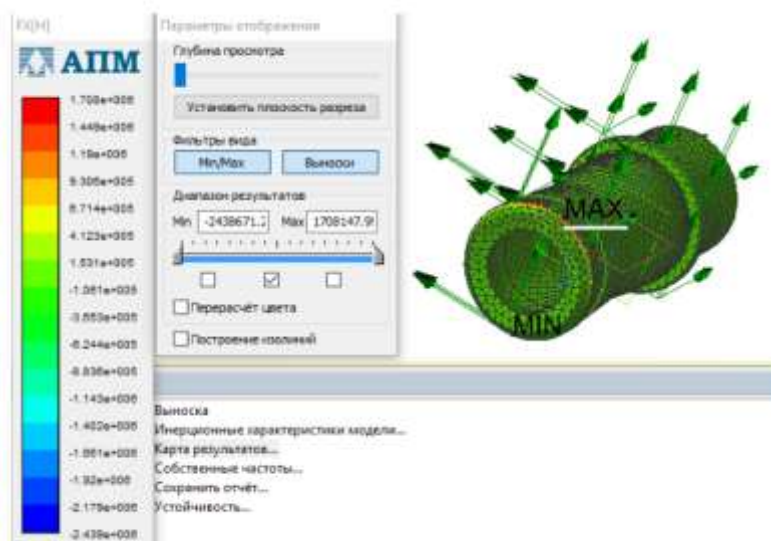 FX[H]
АПМ
1.708e+006
1.449e+006
1.19e+006
9.306e+005
6.714e+005
4.123e+005
1.531e+005
-1.061e+005
-3.653e+005
-6.244e+005
-8.836e+005
-1.143e+006
-1.402e+006
-1.661e+006
-1.92e+006
-2.179e+006
-2.439e+006
Параметры отображения
Глубина просмотра
Установить плоскость разреза
Фильтры вида
Min/Max
Выноски
Диапазон результатов
Min -2438671.2 Max 1708147.9
Перерасчёт цвета
Построение изолиний
MAX
MIN
Выноска
Инерционные характеристики модели...
Карта результатов...
Собственные частоты...
Сохранить отчёт...
Устойчивость...